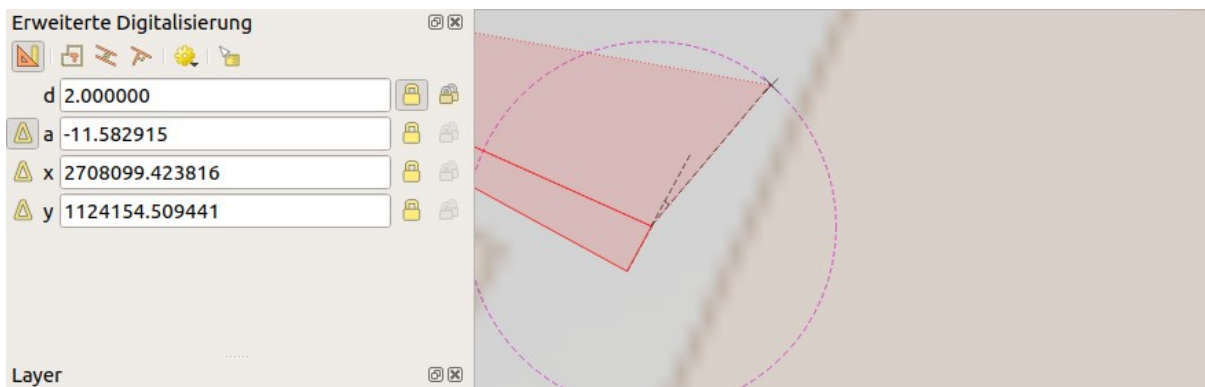 Erweiterte Digitalisierung
d 2.000000
a -11.582915
x 2708099.423816
y 1124154.509441
Layer